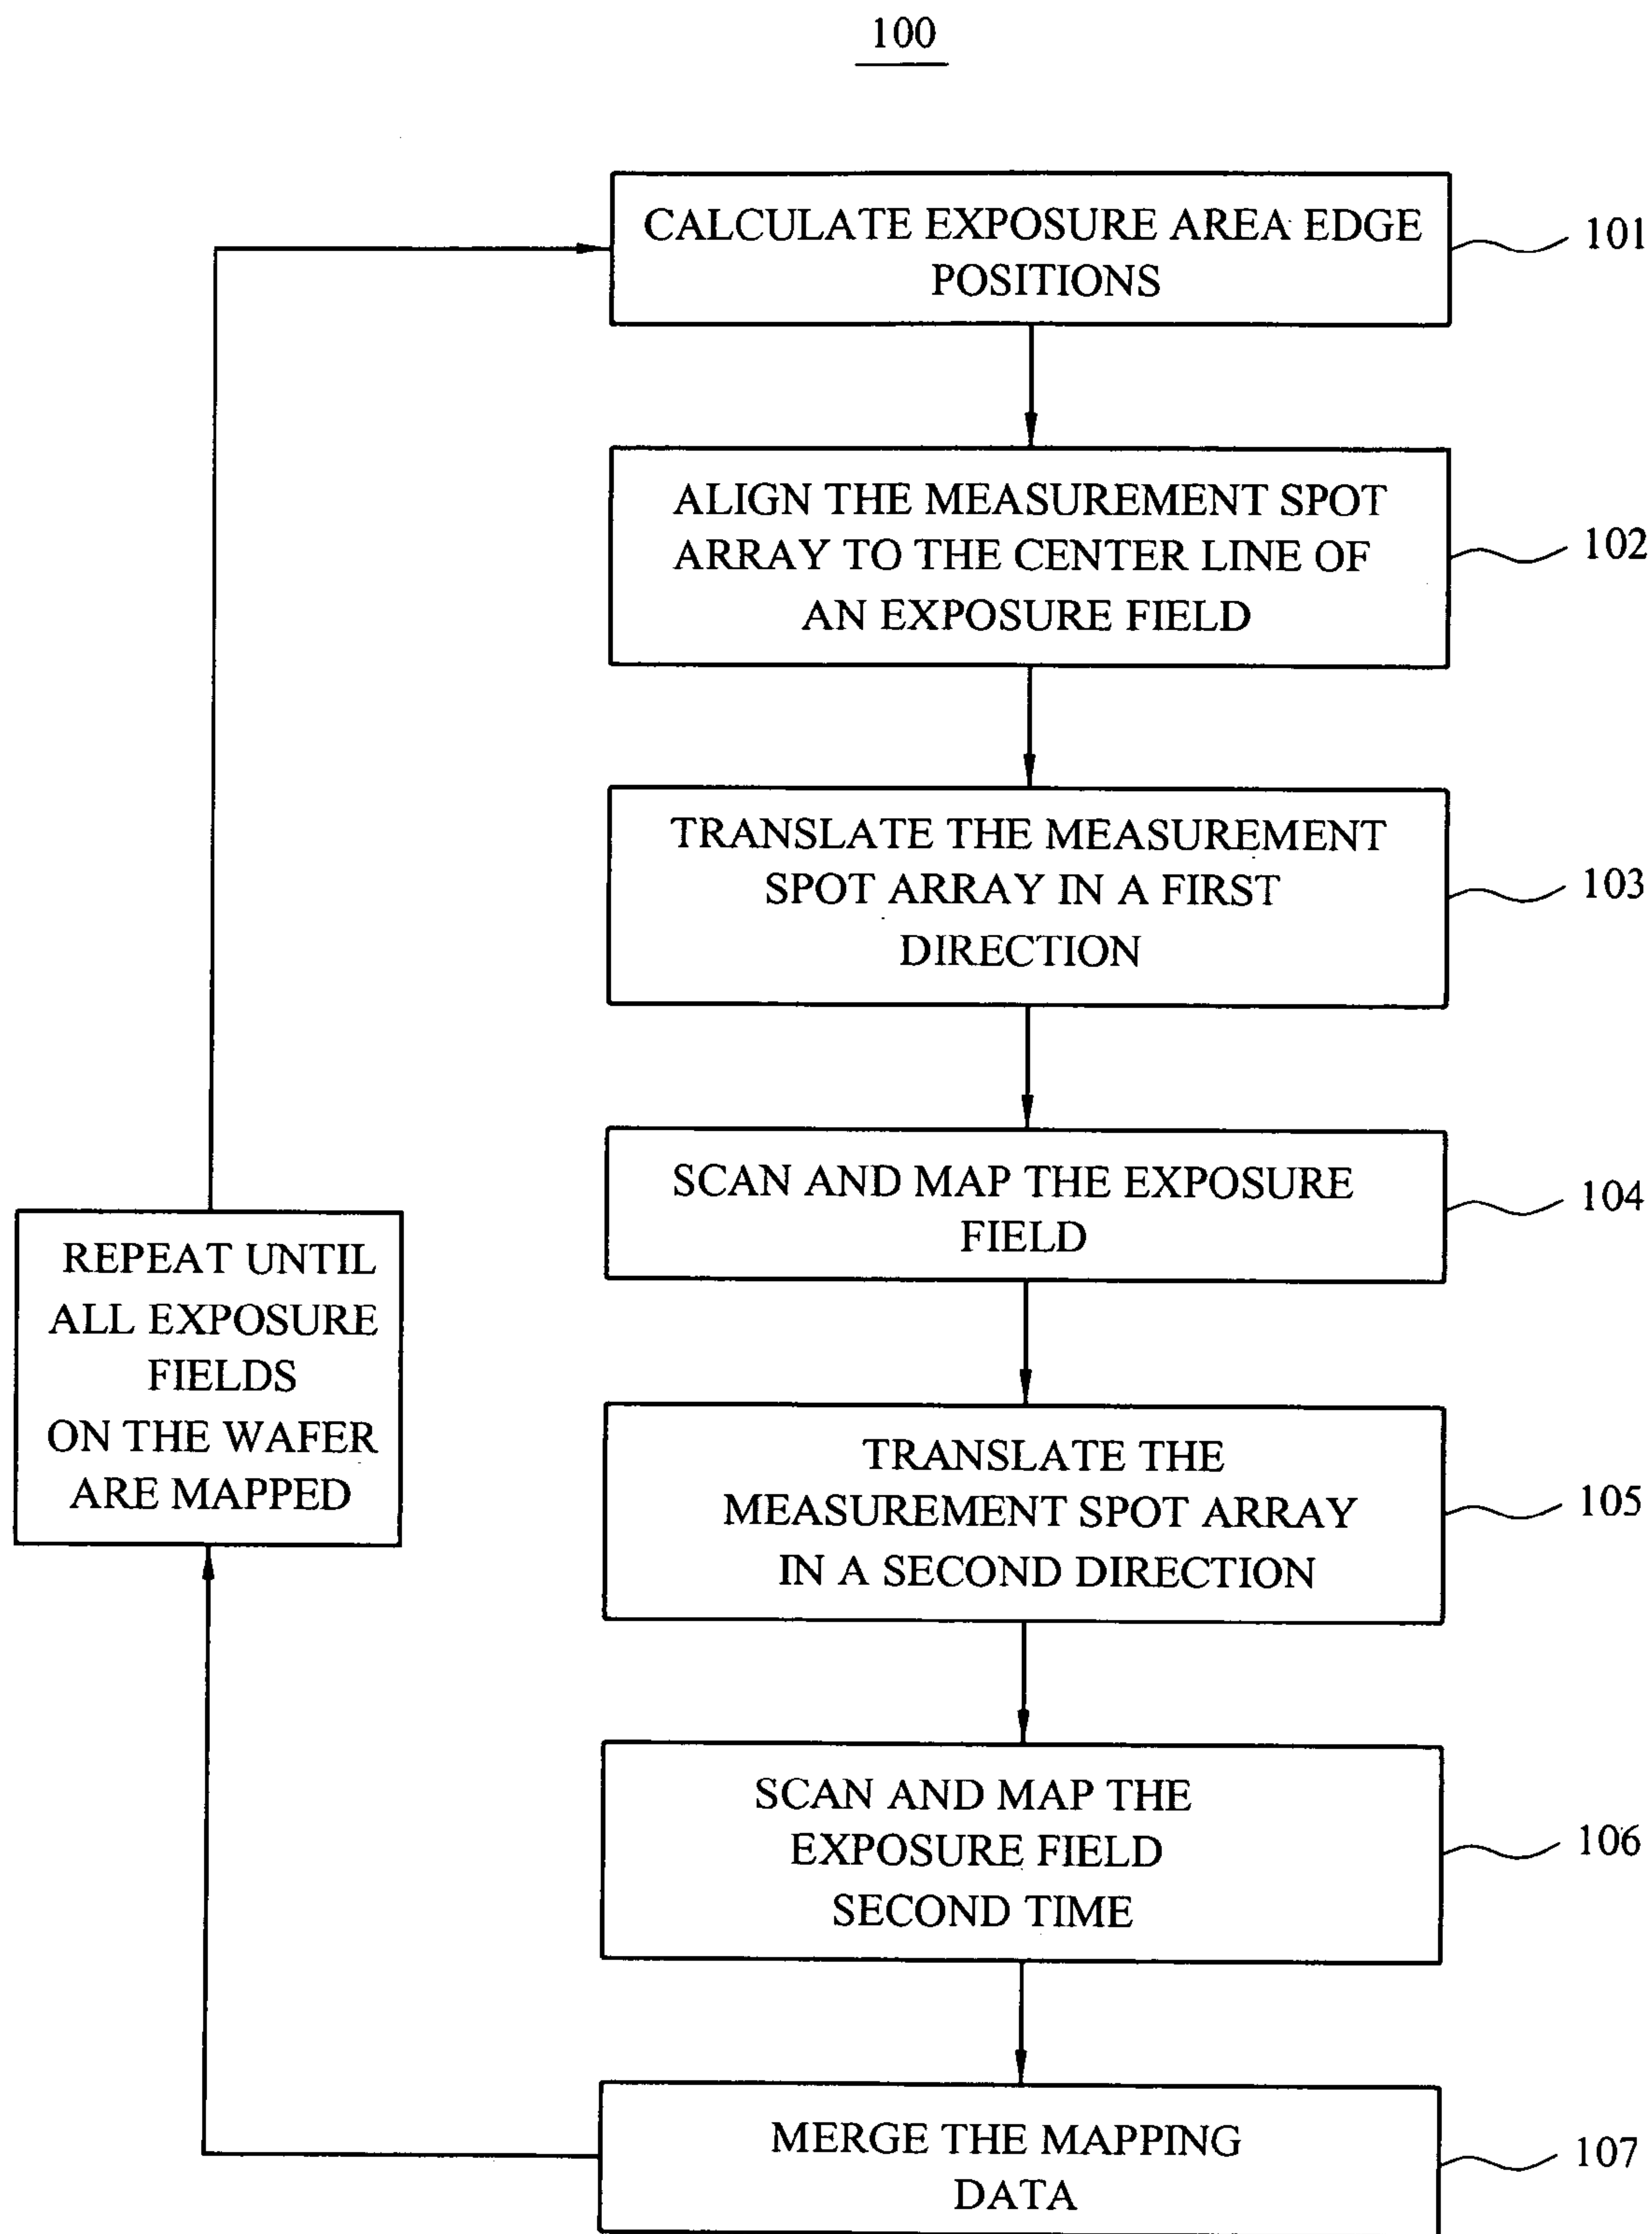 100
CALCULATE EXPOSURE AREA EDGE
POSITIONS
101
ALIGN THE MEASUREMENT SPOT
ARRAY TO THE CENTER LINE OF
AN EXPOSURE FIELD
102
TRANSLATE THE MEASUREMENT
SPOT ARRAY IN A FIRST
DIRECTION
103
SCAN AND MAP THE EXPOSURE
FIELD
104
TRANSLATE THE
MEASUREMENT SPOT ARRAY
IN A SECOND DIRECTION
105
SCAN AND MAP THE
EXPOSURE FIELD
SECOND TIME
106
MERGE THE MAPPING
DATA
107
REPEAT UNTIL
ALL EXPOSURE
FIELDS
ON THE WAFER
ARE MAPPED